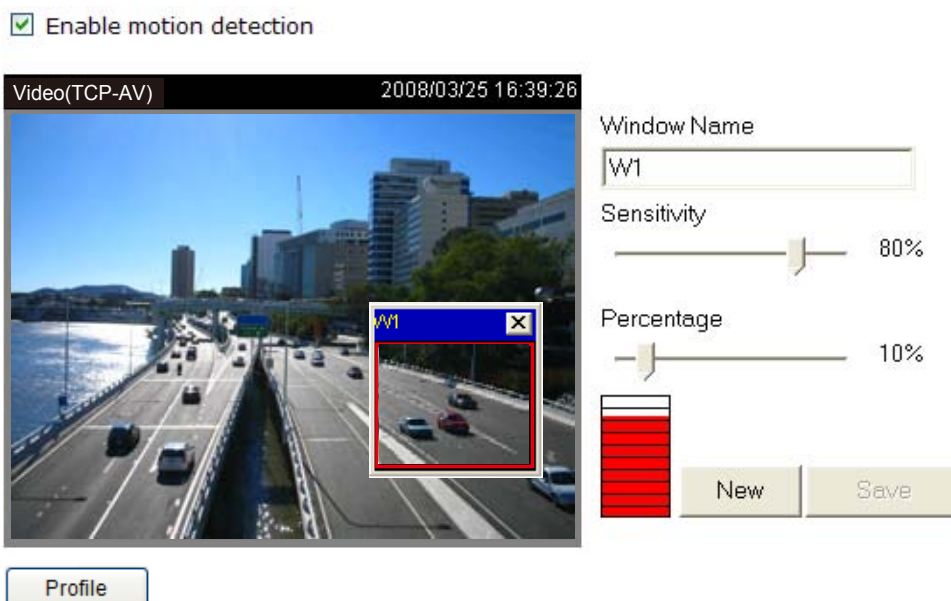 Enable motion detection
Video(TCP-AV) 2008/03/25 16:39:26
Window Name
W1
Sensitivity
80%
W1
Percentage
10%
New Save
Profile